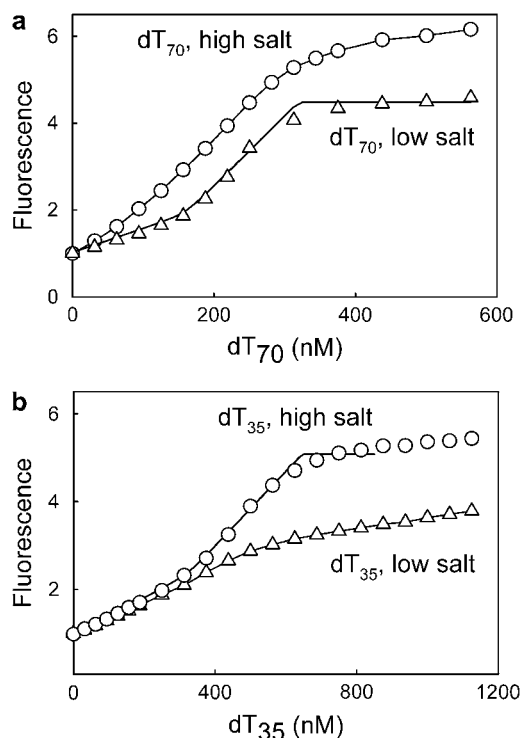 a
dT70, high salt
dT70, low salt
Fluorescence
6
4
2
0
0 200 400 600
dT70 (nM)
b
dT35, high salt
dT35, low salt
Fluorescence
6
4
2
0 400 800 1200
dT35 (nM)